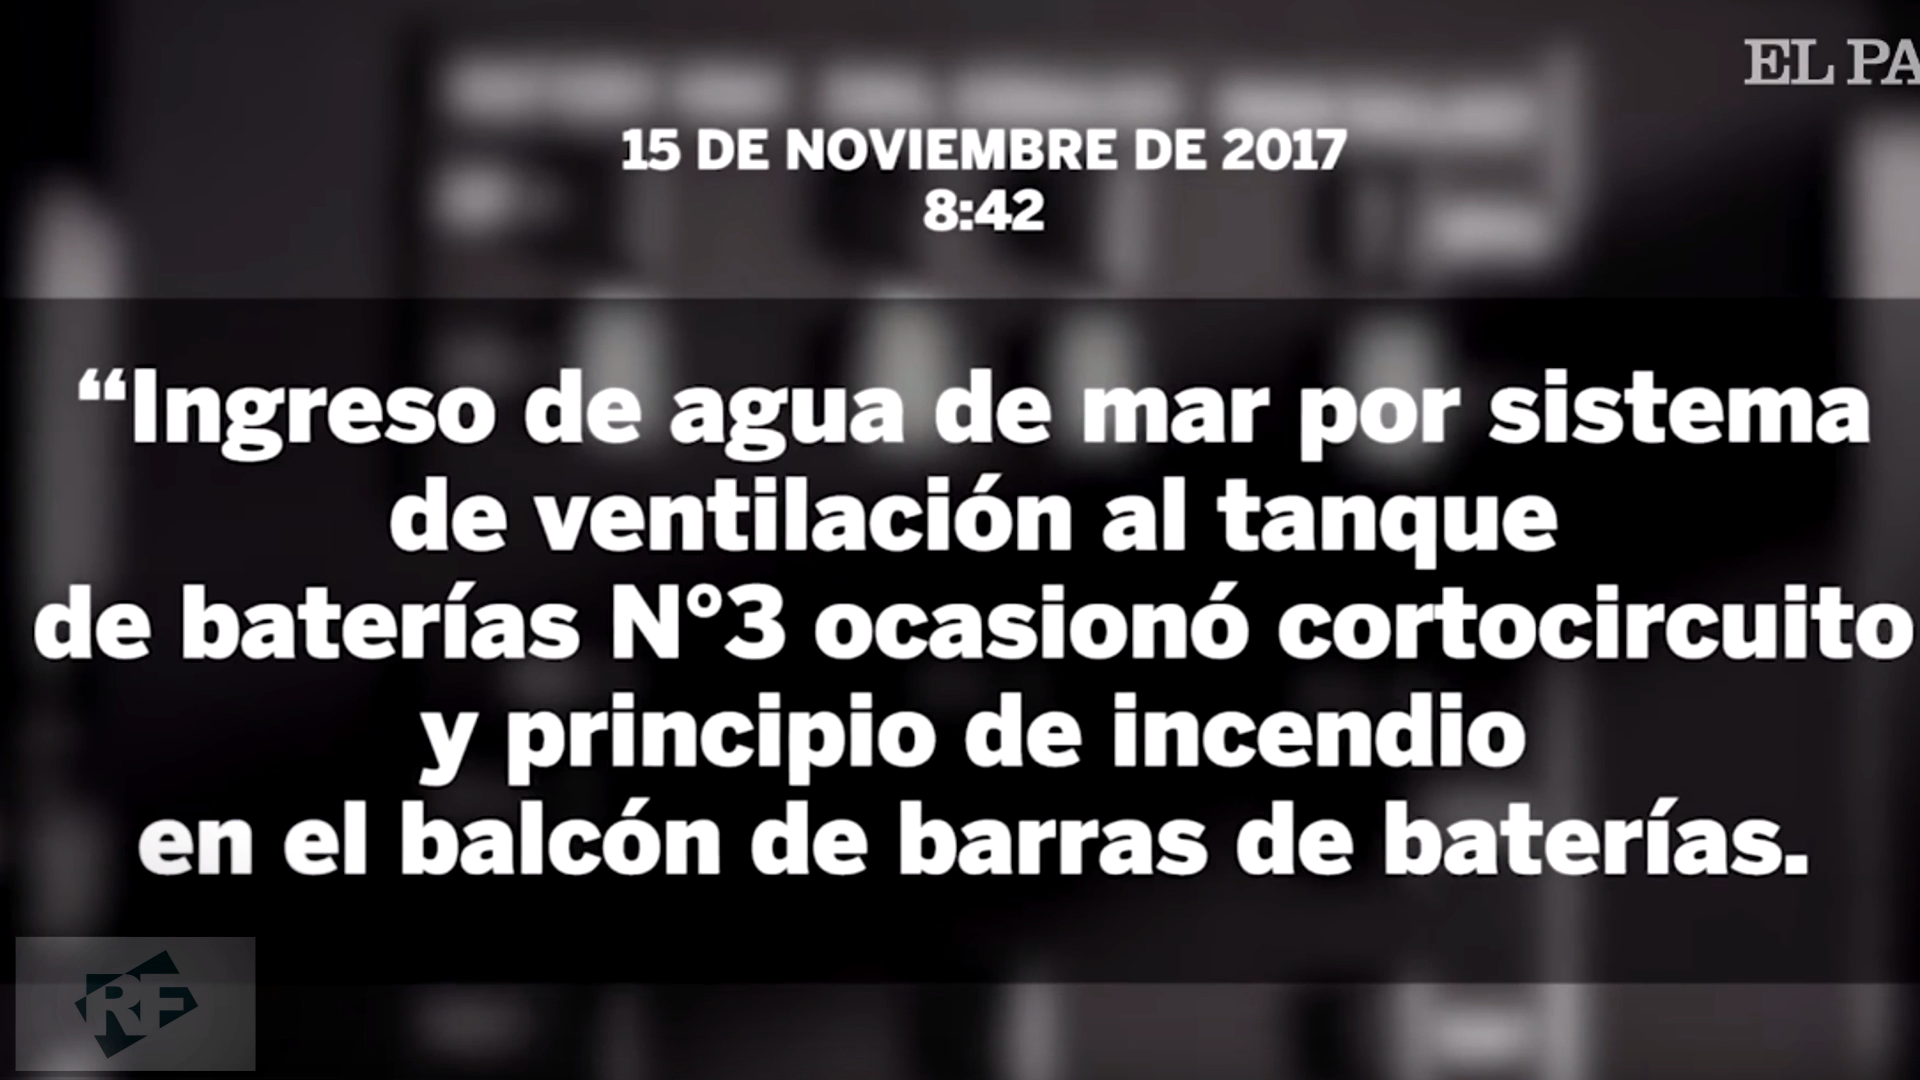 EL PA
15 DE NOVIEMBRE DE 2017
8:42
“Ingreso de agua de mar por sistema
de ventilación al tanque
de baterías N°3 ocasionó cortocircuito
y principio de incendio
en el balcón de barras de baterías.
RF